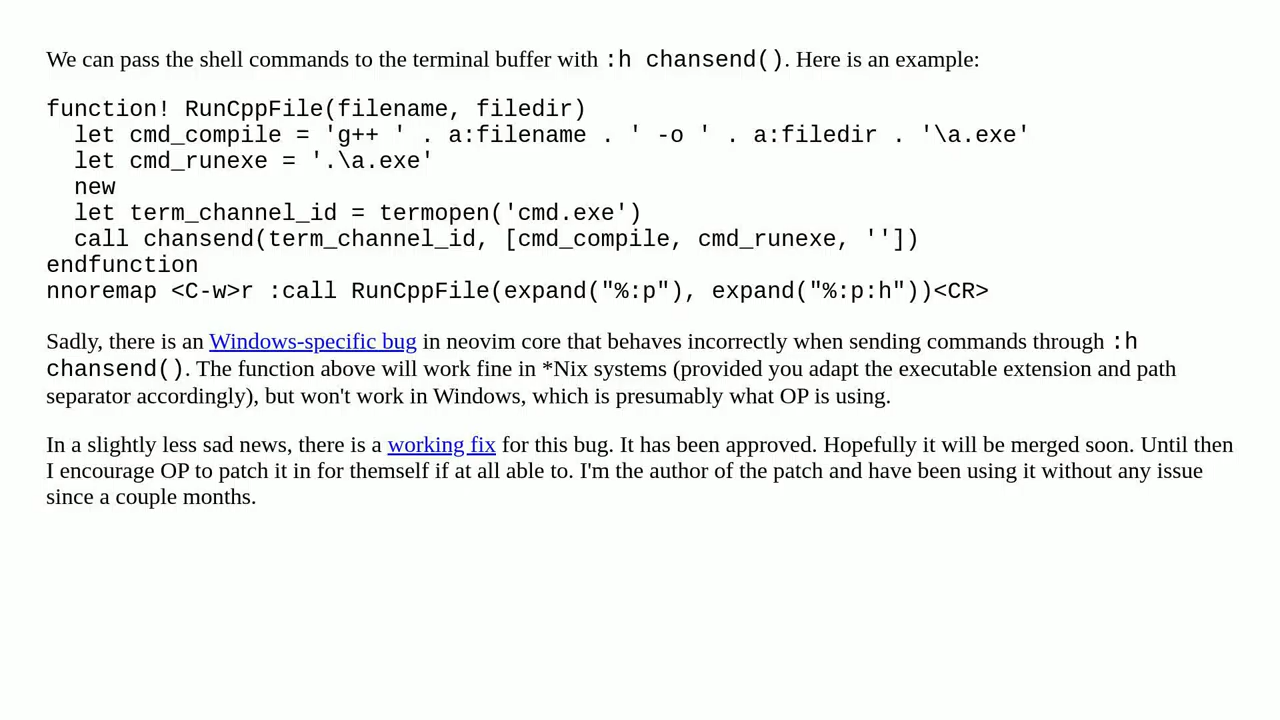 We can pass the shell commands to the terminal buffer with :h chansend(). Here is an example:
function! RunCppFile(filename, filedir)
  let cmd_compile = 'g++ ' . a:filename . ' -o ' . a:filedir . '\a.exe'
  let cmd_runexe = '.\a.exe'
  new
  let term_channel_id = termopen('cmd.exe')
  call chansend(term_channel_id, [cmd_compile, cmd_runexe, ''])
endfunction
nnoremap <C-w>r :call RunCppFile(expand("%:p"), expand("%:p:h"))<CR>
Sadly, there is an Windows-specific bug in neovim core that behaves incorrectly when sending commands through :h
chansend(). The function above will work fine in *Nix systems (provided you adapt the executable extension and path
separator accordingly), but won't work in Windows, which is presumably what OP is using.
In a slightly less sad news, there is a working fix for this bug. It has been approved. Hopefully it will be merged soon. Until then
I encourage OP to patch it in for themself if at all able to. I'm the author of the patch and have been using it without any issue
since a couple months.